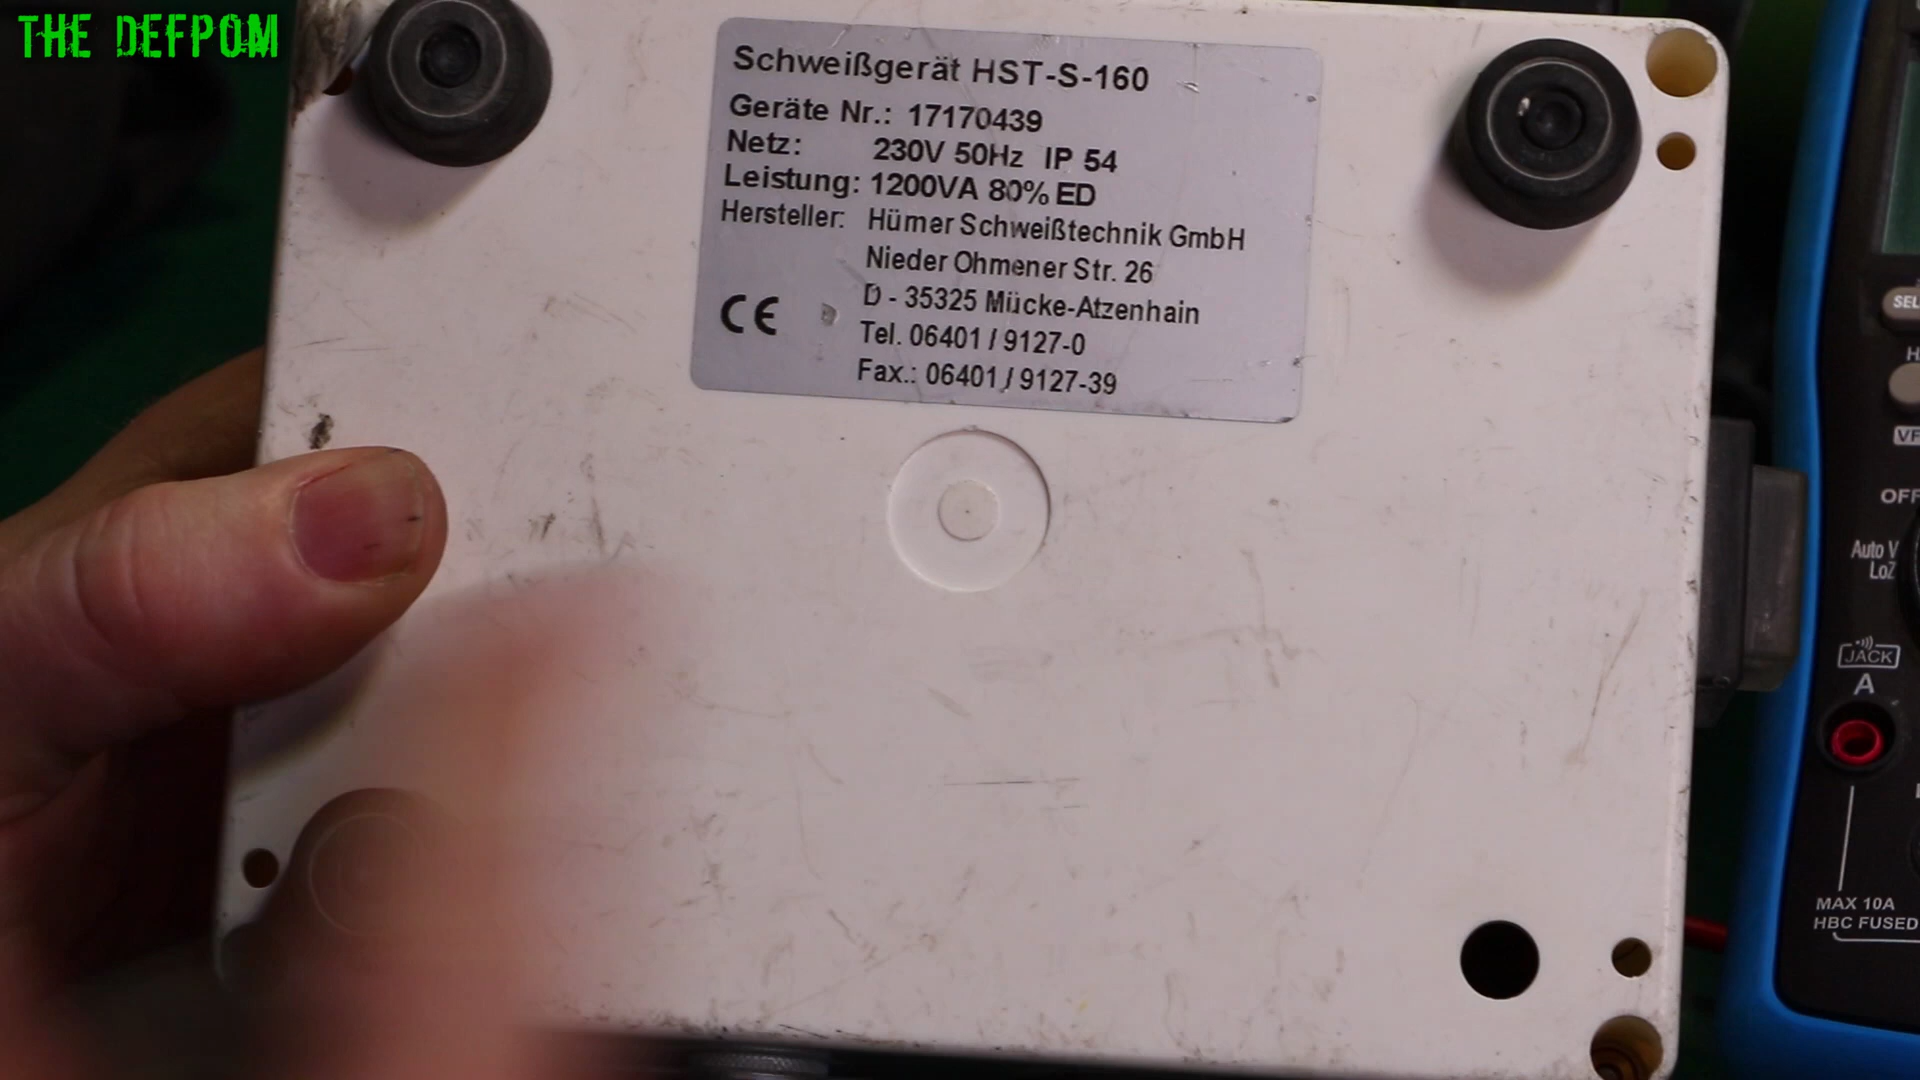 THE DEFPOM
Schweißgerät HST-S-160
Geräte Nr.: 17170439
Netz: 230V 50Hz IP 54
Leistung: 1200VA 80% ED
Hersteller: Hürner Schweißtechnik GmbH
Nieder Ohmener Str. 26
D - 35325 Mücke-Atzenhain
CE
Tel. 06401 / 9127-0
Fax.: 06401 / 9127-39
SEL
H
VF
OFF
Auto V
LoZ
JACK
A
MAX 10A
HBC FUSED